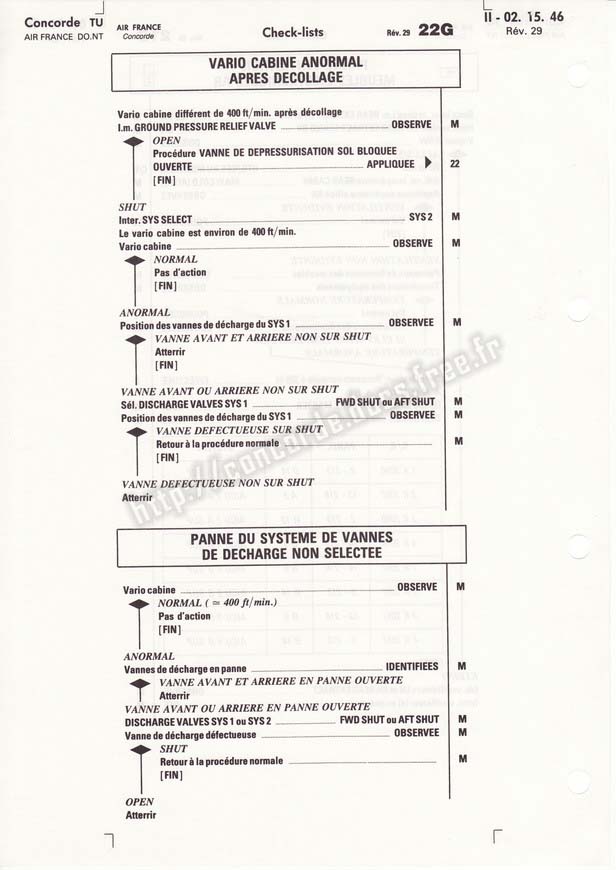 Concorde TU
AIR FRANCE DO.NT
AIR FRANCE
Concorde
Check-lists
Rév. 29 22G
II - 02. 15. 46
Rév. 29
VARIO CABINE ANORMAL
APRES DECOLLAGE
Vario cabine différent de 400 ft/min. après décollage
I.m. GROUND PRESSURE RELIEF VALVE OBSERVE M
OPEN
Procédure VANNE DE DEPRESSURISATION SOL BLOQUEE
OUVERTE APPLIQUEE 22
[FIN]
SHUT
Inter. SYS SELECT SYS 2 M
Le vario cabine est environ de 400 ft/min.
Vario cabine OBSERVE M
NORMAL
Pas d'action
[FIN]
ANORMAL
Position des vannes de décharge du SYS 1 OBSERVEE M
VANNE AVANT ET ARRIERE NON SUR SHUT
Atterrir
[FIN]
VANNE AVANT OU ARRIERE NON SUR SHUT
Sél. DISCHARGE VALVES SYS 1 FWD SHUT ou AFT SHUT M
Position des vannes de décharge du SYS 1 OBSERVEE M
VANNE DEFECTUEUSE SUR SHUT
Retour à la procédure normale M
[FIN]
VANNE DEFECTUEUSE NON SUR SHUT
Atterrir
http://concordescopias.free.fr
PANNE DU SYSTEME DE VANNES
DE DECHARGE NON SELECTEE
Vario cabine OBSERVE M
NORMAL ( ≃ 400 ft/min.)
Pas d'action
[FIN]
ANORMAL
Vannes de décharge en panne IDENTIFIEES M
VANNE AVANT ET ARRIERE EN PANNE OUVERTE
Atterrir
VANNE AVANT OU ARRIERE EN PANNE OUVERTE
DISCHARGE VALVES SYS 1 ou SYS 2 FWD SHUT ou AFT SHUT M
Vanne de décharge défectueuse OBSERVEE M
SHUT
Retour à la procédure normale M
[FIN]
OPEN
Atterrir